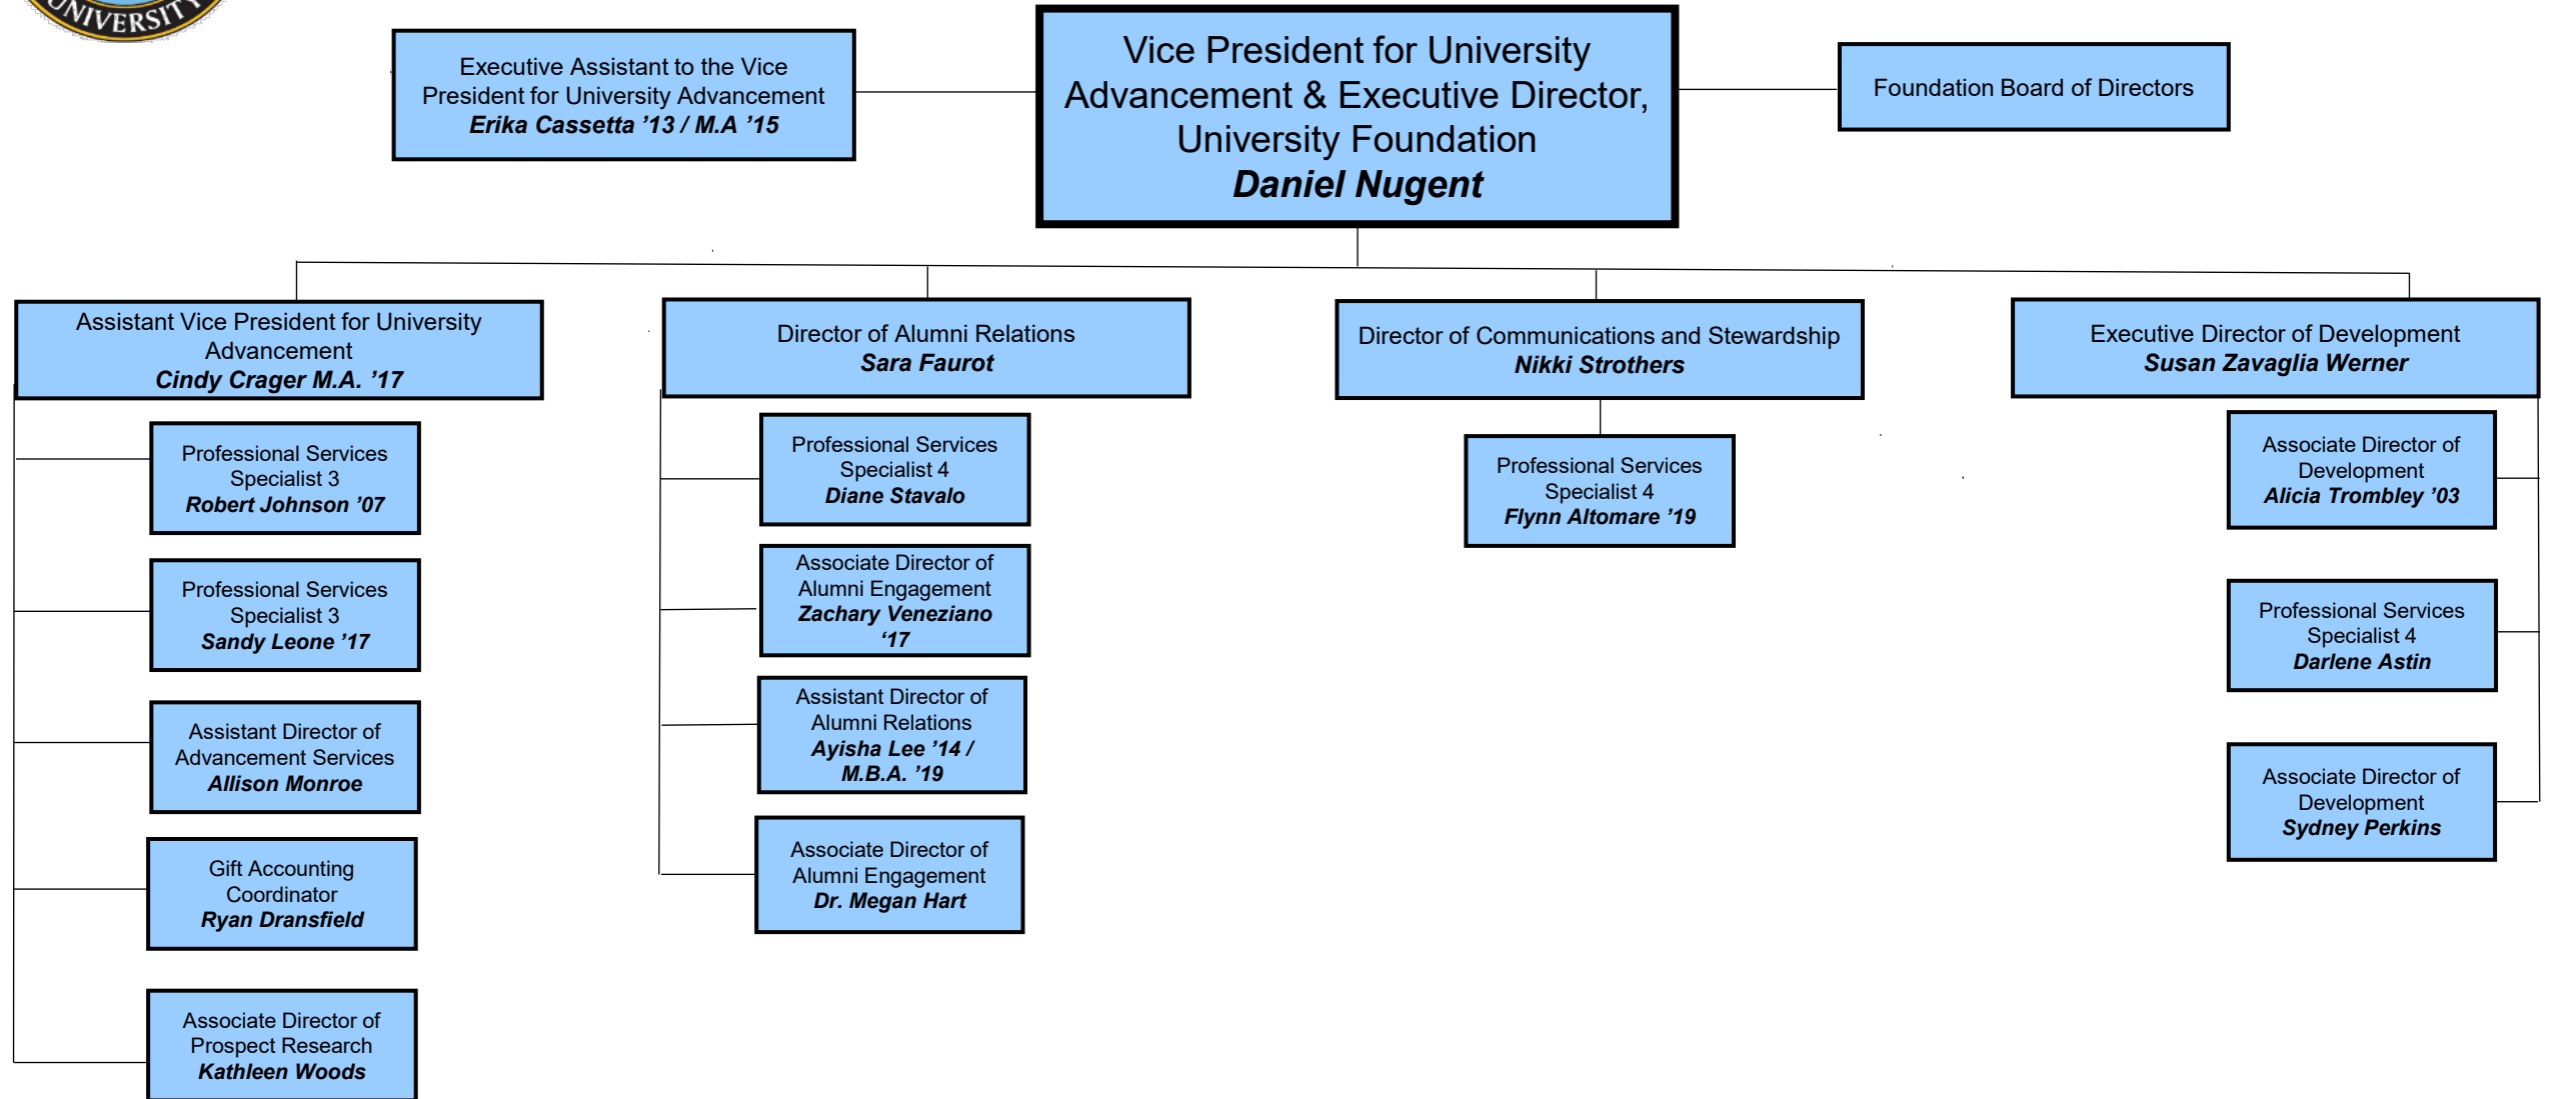 UNIVERSITY
Executive Assistant to the Vice
President for University Advancement
Erika Cassetta ’13 / M.A ’15
Vice President for University
Advancement & Executive Director,
University Foundation
Daniel Nugent
Foundation Board of Directors
Assistant Vice President for University
Advancement
Cindy Crager M.A. ’17
Director of Alumni Relations
Sara Faurot
Director of Communications and Stewardship
Nikki Strothers
Executive Director of Development
Susan Zavaglia Werner
Professional Services
Specialist 3
Robert Johnson ’07
Professional Services
Specialist 3
Sandy Leone ’17
Assistant Director of
Advancement Services
Allison Monroe
Gift Accounting
Coordinator
Ryan Dransfield
Associate Director of
Prospect Research
Kathleen Woods
Professional Services
Specialist 4
Diane Stavalo
Associate Director of
Alumni Engagement
Zachary Veneziano
‘17
Assistant Director of
Alumni Relations
Ayisha Lee ’14 /
M.B.A. ’19
Associate Director of
Alumni Engagement
Dr. Megan Hart
Professional Services
Specialist 4
Flynn Altomare ’19
Associate Director of
Development
Alicia Trombley ’03
Professional Services
Specialist 4
Darlene Astin
Associate Director of
Development
Sydney Perkins